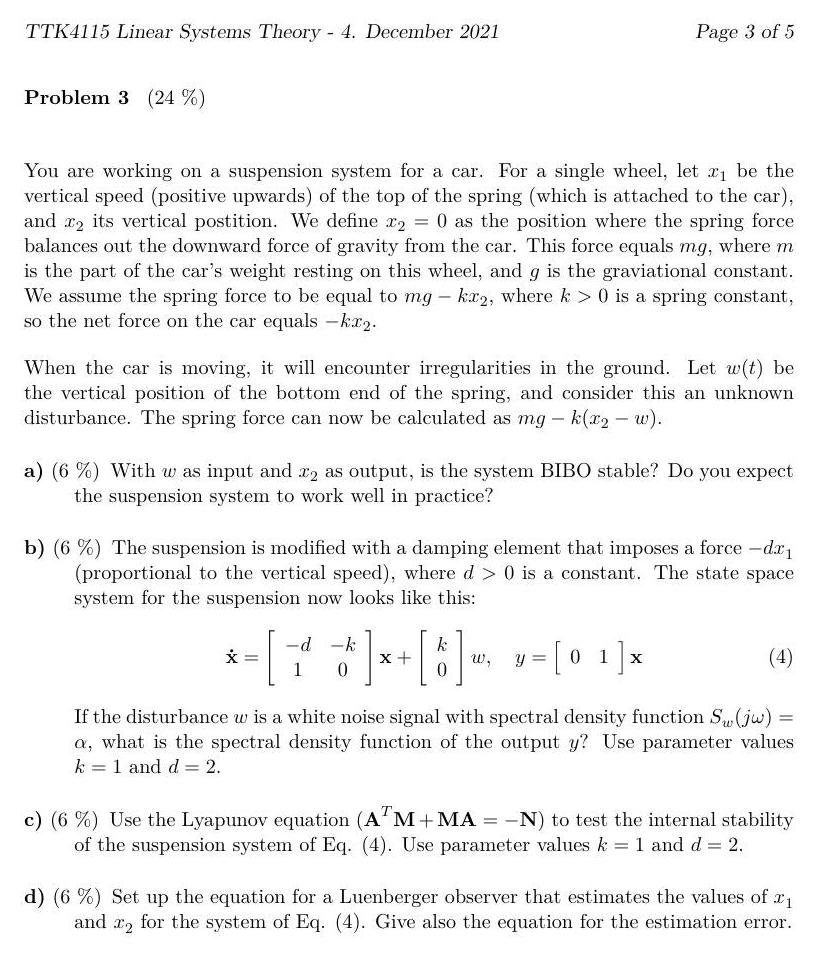 TTK4115 Linear Systems Theory - 4. December 2021 Page 3 of 5
Problem 3 (24 %)
You are working on a suspension system for a car. For a single wheel, let x₁ be the
vertical speed (positive upwards) of the top of the spring (which is attached to the car),
and x₂ its vertical postition. We define x₂ = 0 as the position where the spring force
balances out the downward force of gravity from the car. This force equals mg, where m
is the part of the car's weight resting on this wheel, and g is the graviational constant.
We assume the spring force to be equal to mg − kx₂, where k > 0 is a spring constant,
so the net force on the car equals −kx₂.
When the car is moving, it will encounter irregularities in the ground. Let w(t) be
the vertical position of the bottom end of the spring, and consider this an unknown
disturbance. The spring force can now be calculated as mg − k(x₂ − w).
a) (6 %) With w as input and x₂ as output, is the system BIBO stable? Do you expect
the suspension system to work well in practice?
b) (6 %) The suspension is modified with a damping element that imposes a force −dx₁
(proportional to the vertical speed), where d > 0 is a constant. The state space
system for the suspension now looks like this:
ẋ = [ −d −k ; 1 0 ] x + [ k ; 0 ] w, y = [ 0 1 ] x (4)
If the disturbance w is a white noise signal with spectral density function S_w(jω) =
α, what is the spectral density function of the output y? Use parameter values
k = 1 and d = 2.
c) (6 %) Use the Lyapunov equation (AᵀM + MA = −N) to test the internal stability
of the suspension system of Eq. (4). Use parameter values k = 1 and d = 2.
d) (6 %) Set up the equation for a Luenberger observer that estimates the values of x₁
and x₂ for the system of Eq. (4). Give also the equation for the estimation error.